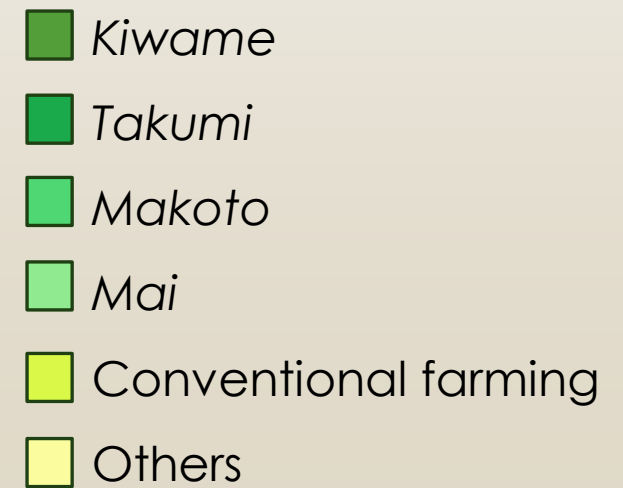 Kiwame
Takumi
Makoto
Mai
Conventional farming
Others